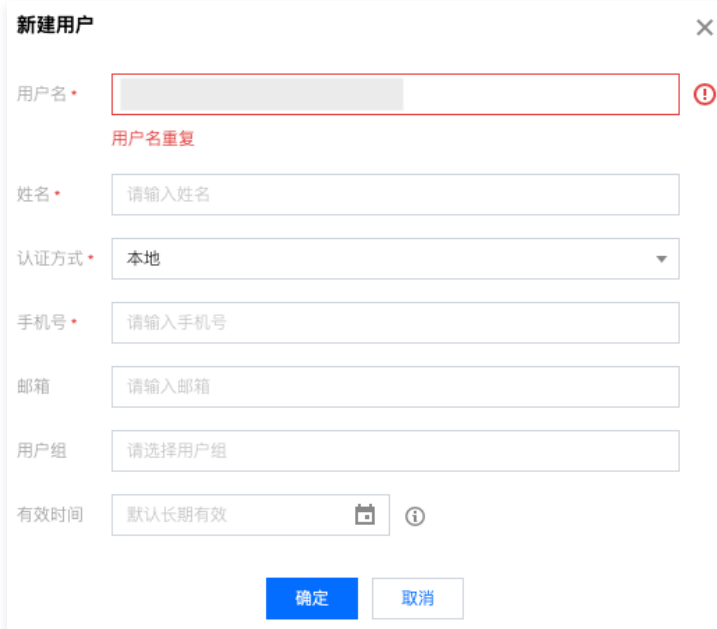 新建用户
用户名 *
用户名重复
姓名 * 请输入姓名
认证方式 * 本地
手机号 * 请输入手机号
邮箱 请输入邮箱
用户组 请选择用户组
有效时间 默认长期有效
确定 取消